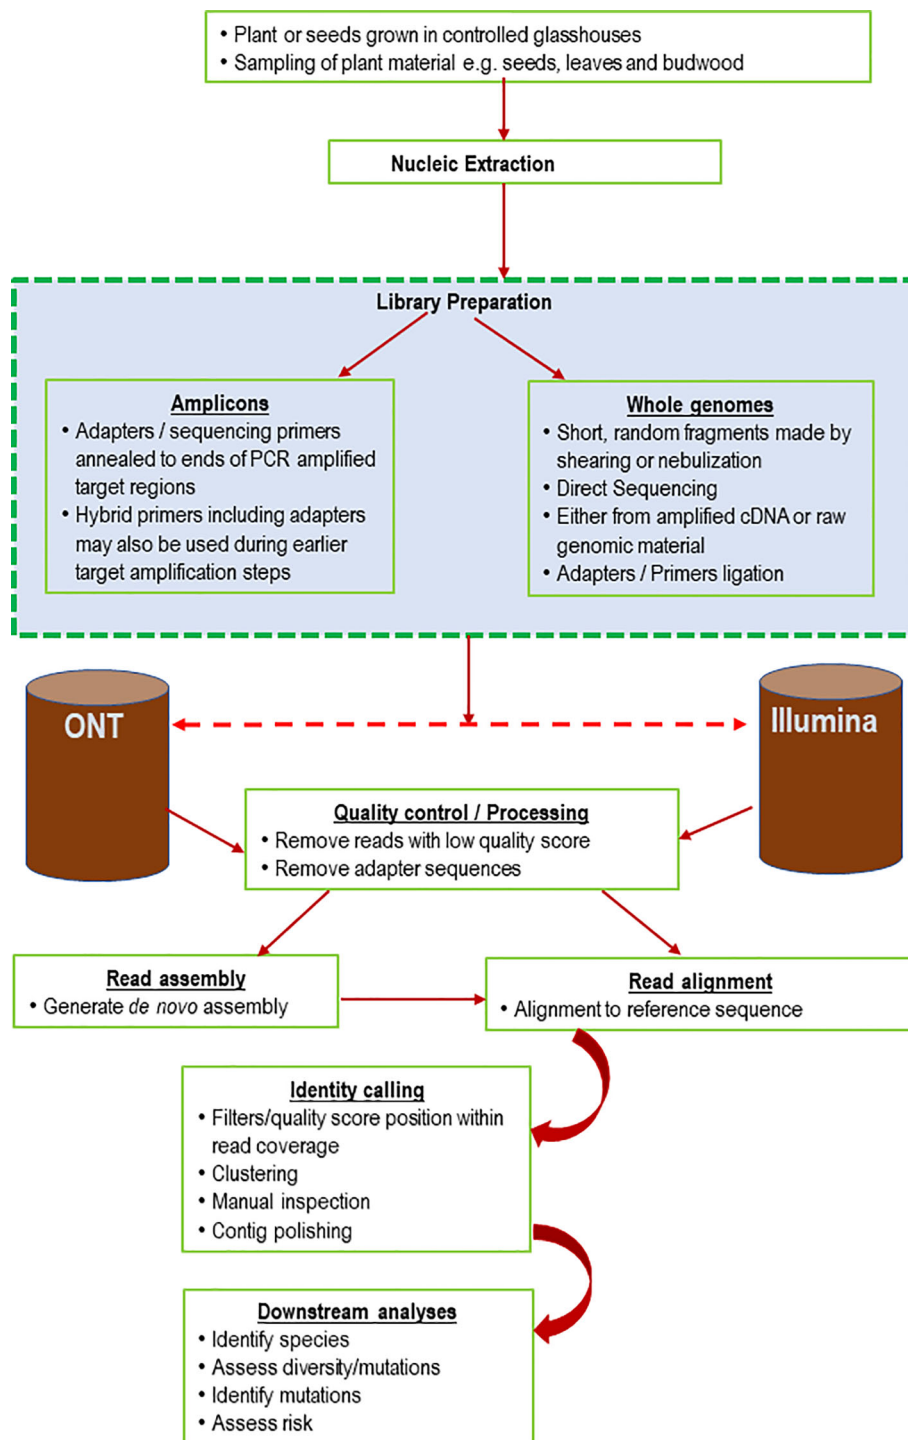 • Plant or seeds grown in controlled glasshouses
• Sampling of plant material e.g. seeds, leaves and budwood
Nucleic Extraction
Library Preparation
Amplicons
• Adapters / sequencing primers
annealed to ends of PCR amplified
target regions
• Hybrid primers including adapters
may also be used during earlier
target amplification steps
Whole genomes
• Short, random fragments made by
shearing or nebulization
• Direct Sequencing
• Either from amplified cDNA or raw
genomic material
• Adapters / Primers ligation
ONT
Illumina
Quality control / Processing
• Remove reads with low quality score
• Remove adapter sequences
Read assembly
• Generate de novo assembly
Read alignment
• Alignment to reference sequence
Identity calling
• Filters/quality score position within
read coverage
• Clustering
• Manual inspection
• Contig polishing
Downstream analyses
• Identify species
• Assess diversity/mutations
• Identify mutations
• Assess risk